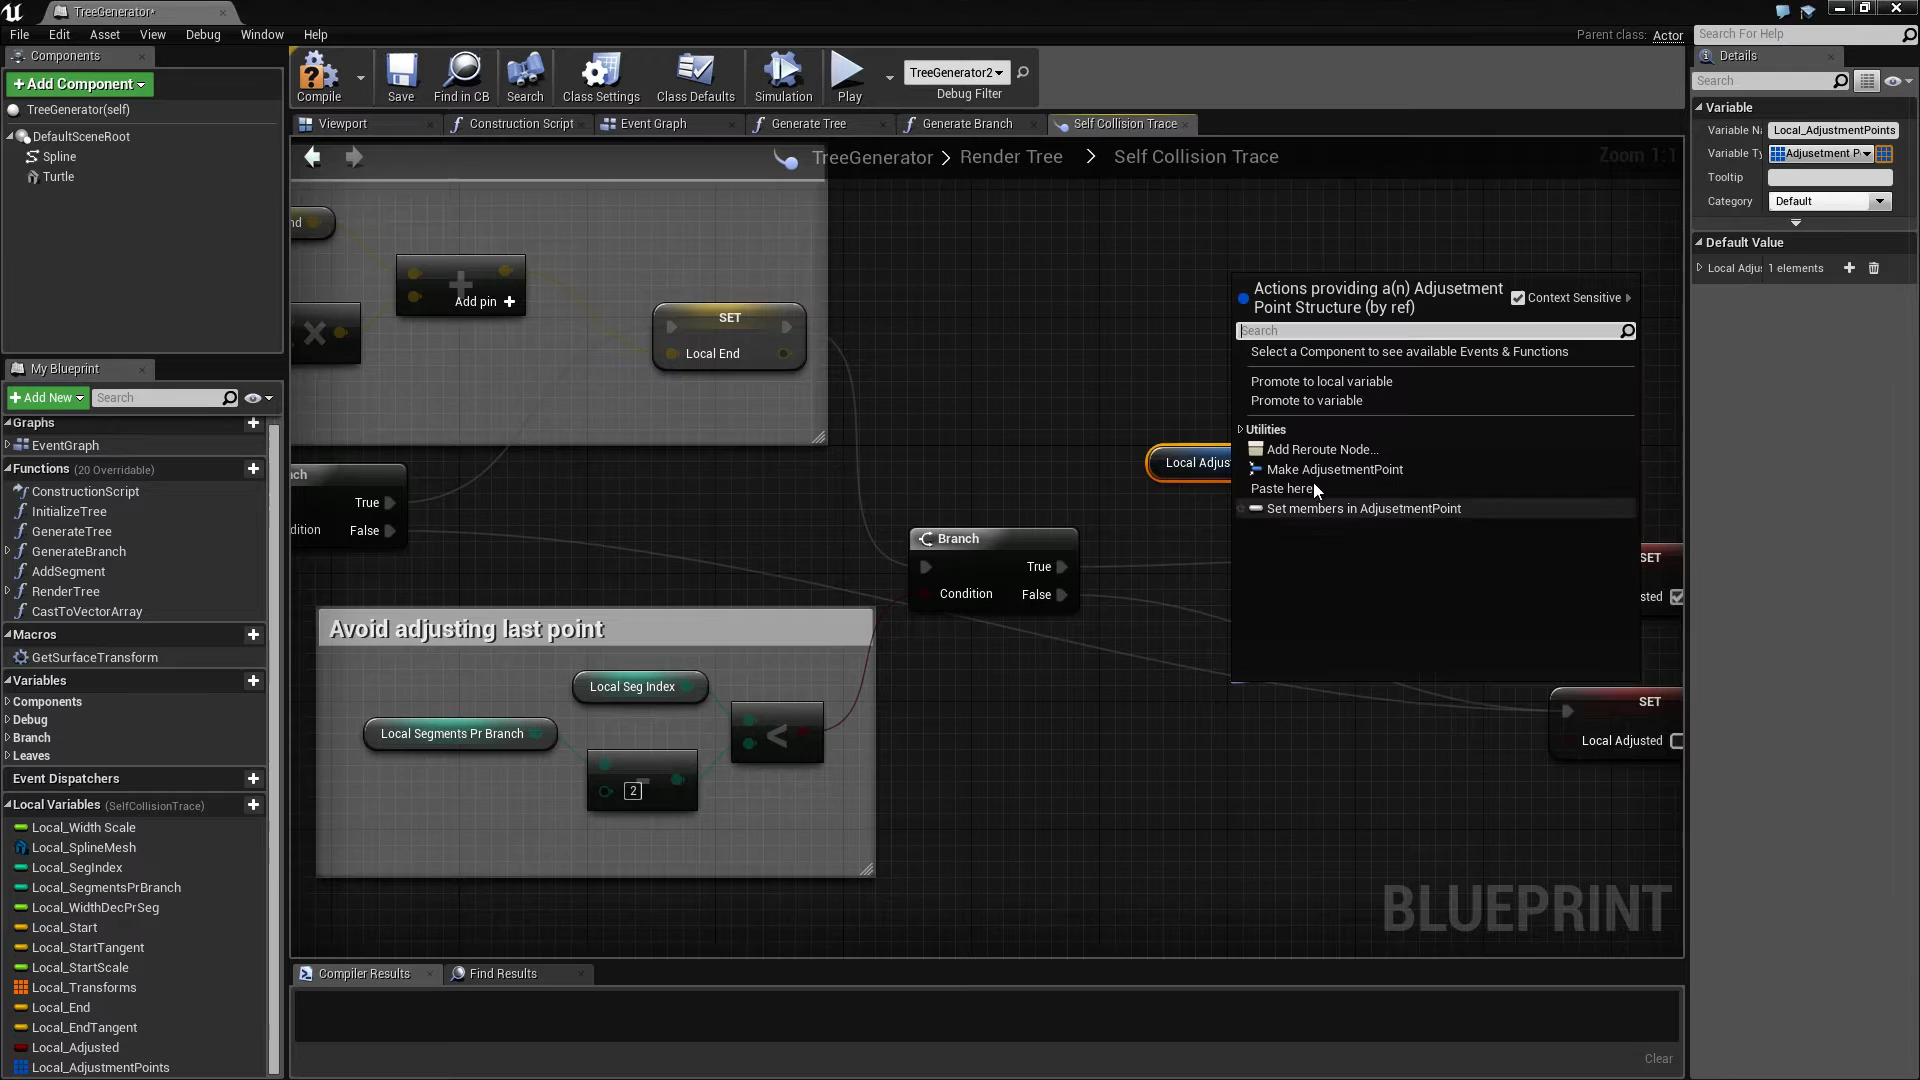 TreeGenerator*
File Edit Asset View Debug Window Help
Parent class: Actor
Search For Help
Components
+ Add Component
TreeGenerator(self)
DefaultSceneRoot
Spline
Turtle
Compile
Save
Find in CB
Search
Class Settings
Class Defaults
Simulation
Play
TreeGenerator2
Debug Filter
Viewport
Construction Script
Event Graph
Generate Tree
Generate Branch
Self Collision Trace
TreeGenerator > Render Tree > Self Collision Trace
Zoom 1:1
nd
Add pin +
SET
Local End
nch
True
ndition False
Branch
True
Condition False
Avoid adjusting last point
Local Seg Index
Local Segments Pr Branch
2
<
Local Adjus
Actions providing a(n) Adjusetment
Point Structure (by ref)
Context Sensitive
Search
Select a Component to see available Events & Functions
Promote to local variable
Promote to variable
Utilities
Add Reroute Node...
Make AdjusetmentPoint
Paste here
Set members in AdjusetmentPoint
SET
sted
SET
Local Adjusted
BLUEPRINT
My Blueprint
+ Add New
Search
Graphs
EventGraph
Functions (20 Overridable)
ConstructionScript
InitializeTree
GenerateTree
GenerateBranch
AddSegment
RenderTree
CastToVectorArray
Macros
GetSurfaceTransform
Variables
Components
Debug
Branch
Leaves
Event Dispatchers
Local Variables (SelfCollisionTrace)
Local_Width Scale
Local_SplineMesh
Local_SegIndex
Local_SegmentsPrBranch
Local_WidthDecPrSeg
Local_Start
Local_StartTangent
Local_StartScale
Local_Transforms
Local_End
Local_EndTangent
Local_Adjusted
Local_AdjustmentPoints
Compiler Results
Find Results
Clear
Details
Search
Variable
Variable Na Local_AdjustmentPoints
Variable Ty Adjusetment P
Tooltip
Category Default
Default Value
Local Adjus 1 elements